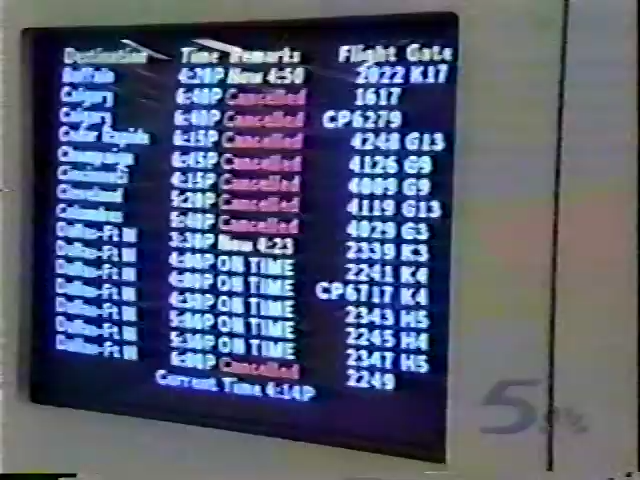 Destination Time Remarks Flight Gate
Buffalo 4:20P Now 4:50 2022 K17
Calgary 6:40P Cancelled 1617
Calgary 6:40P Cancelled CP6279
Cedar Rapids 6:15P Cancelled 4248 G13
Champaign 6:45P Cancelled 4126 G9
Cincinnati 4:15P Cancelled 4089 G9
Cleveland 5:20P Cancelled 4119 G13
Columbus 6:40P Cancelled 4029 G3
Dallas-Ft W 3:30P Now 4:23 2339 K3
Dallas-Ft W 4:00P ON TIME 2241 K4
Dallas-Ft W 4:00P ON TIME CP6717 K4
Dallas-Ft W 4:30P ON TIME 2343 H5
Dallas-Ft W 5:00P ON TIME 2245 H4
Dallas-Ft W 5:30P ON TIME 2347 H5
Dallas-Ft W 6:00P Cancelled 2249
Current Time 4:14P
5